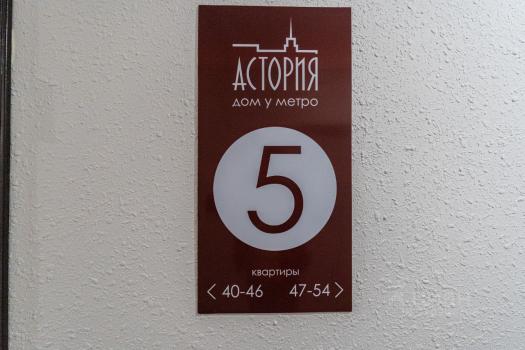 АСТОРИЯ
ДОМ У МЕТРО
5
квартиры
< 40-46 47-54 >